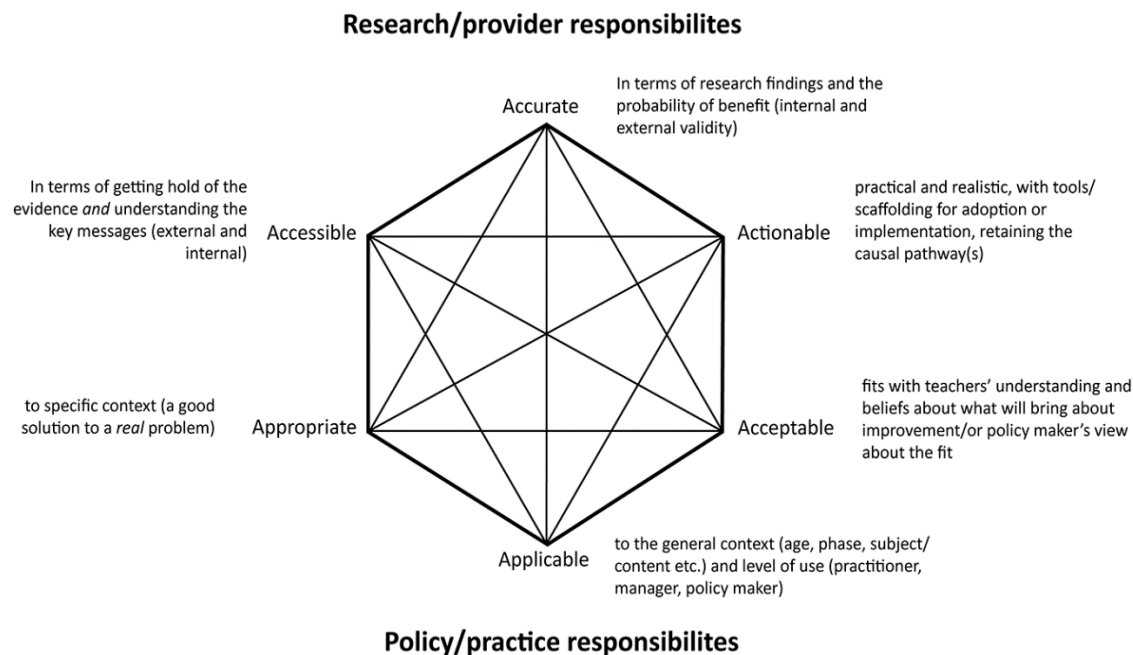 Research/provider responsibilites
Accurate
In terms of research findings and the
probability of benefit (internal and
external validity)
In terms of getting hold of the
evidence and understanding the
key messages (external and
internal)
Accessible
Actionable
practical and realistic, with tools/
scaffolding for adoption or
implementation, retaining the
causal pathway(s)
to specific context (a good
solution to a real problem)
Appropriate
Acceptable
fits with teachers’ understanding and
beliefs about what will bring about
improvement/or policy maker’s view
about the fit
Applicable
to the general context (age, phase, subject/
content etc.) and level of use (practitioner,
manager, policy maker)
Policy/practice responsibilites